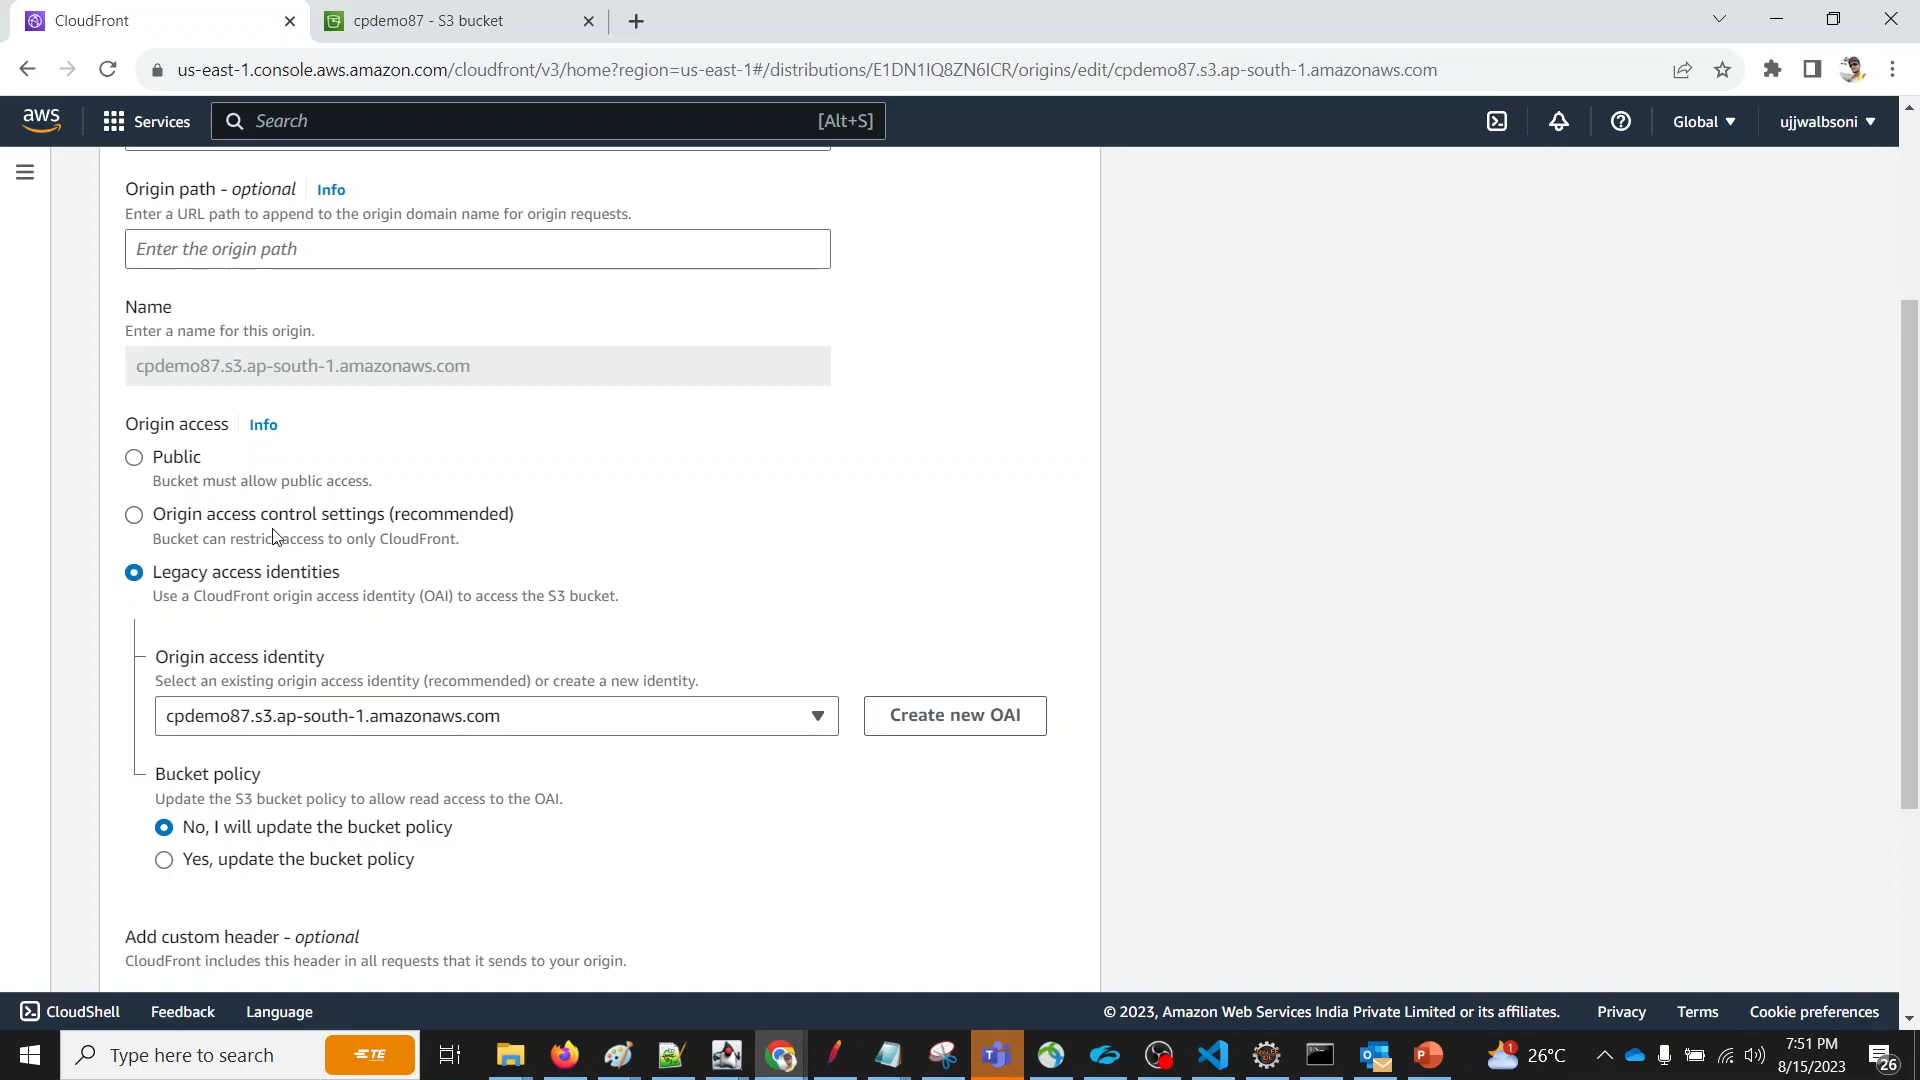 CloudFront
cpdemo87 - S3 bucket
us-east-1.console.aws.amazon.com/cloudfront/v3/home?region=us-east-1#/distributions/E1DN1IQ8ZN6ICR/origins/edit/cpdemo87.s3.ap-south-1.amazonaws.com
aws
Services
Search
[Alt+S]
Global
ujjwalbsoni
Origin path - optional
Info
Enter a URL path to append to the origin domain name for origin requests.
Enter the origin path
Name
Enter a name for this origin.
cpdemo87.s3.ap-south-1.amazonaws.com
Origin access
Info
Public
Bucket must allow public access.
Origin access control settings (recommended)
Bucket can restrict access to only CloudFront.
Legacy access identities
Use a CloudFront origin access identity (OAI) to access the S3 bucket.
Origin access identity
Select an existing origin access identity (recommended) or create a new identity.
cpdemo87.s3.ap-south-1.amazonaws.com
Create new OAI
Bucket policy
Update the S3 bucket policy to allow read access to the OAI.
No, I will update the bucket policy
Yes, update the bucket policy
Add custom header - optional
CloudFront includes this header in all requests that it sends to your origin.
CloudShell
Feedback
Language
© 2023, Amazon Web Services India Private Limited or its affiliates.
Privacy
Terms
Cookie preferences
Type here to search
TE
1
26°C
7:51 PM
8/15/2023
26